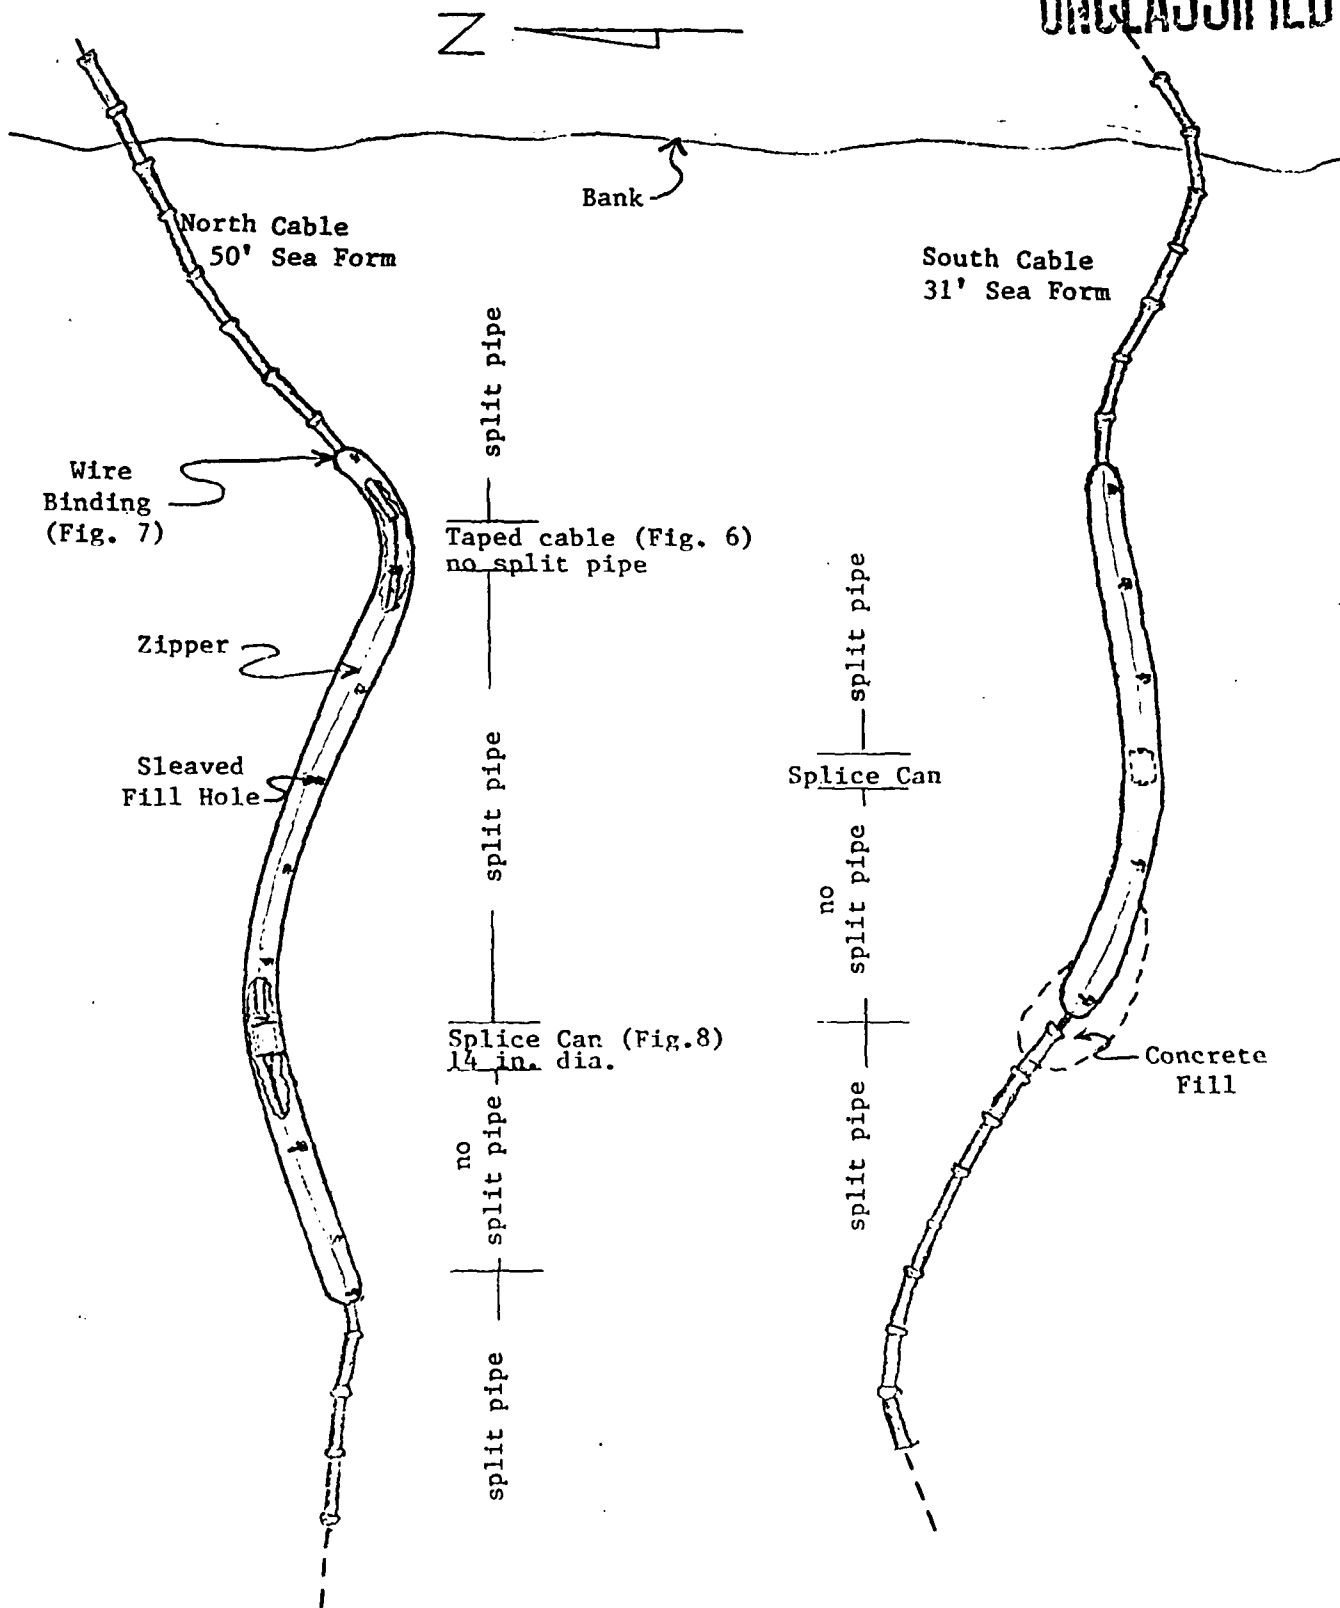 UNCLASSIFIED
N
Bank
North Cable
50' Sea Form
South Cable
31' Sea Form
split pipe
Wire
Binding
(Fig. 7)
Taped cable (Fig. 6)
no split pipe
split pipe
Zipper
split pipe
Sleaved
Fill Hole
Splice Can
no
split pipe
Splice Can (Fig.8)
14 in. dia.
Concrete
Fill
no
split pipe
split pipe
split pipe